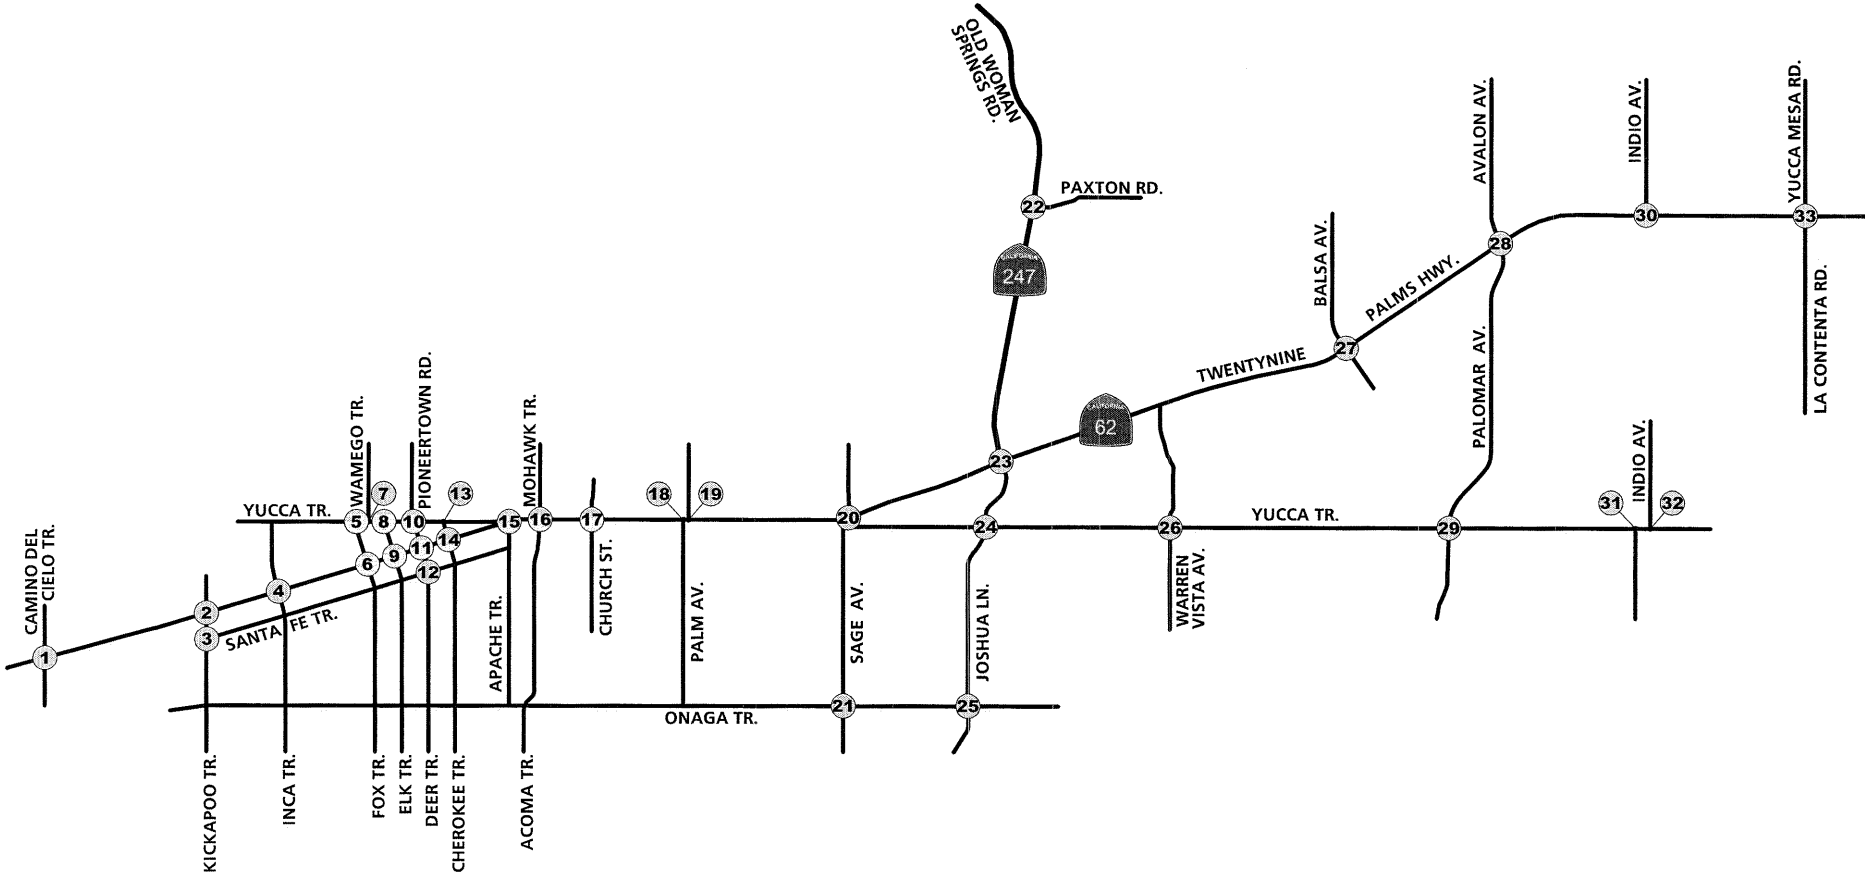 OLD WOMAN
SPRINGS RD.
PAXTON RD.
22
CALIFORNIA
247
AVALON AV.
INDIO AV.
YUCCA MESA RD.
30
33
28
BALSA AV.
PALMS HWY.
LA CONTENTA RD.
27
TWENTYNINE
PALOMAR AV.
CALIFORNIA
62
23
WAMEGO TR.
PIONEERTOWN RD.
MOHAWK TR.
7
13
18
19
INDIO AV.
31
32
YUCCA TR.
5
8
10
15
16
17
20
24
26
YUCCA TR.
29
CAMINO DEL
CIELO TR.
6
9
11
14
12
4
2
3
SANTA FE TR.
1
APACHE TR.
CHURCH ST.
PALM AV.
SAGE AV.
JOSHUA LN.
WARREN
VISTA AV.
ONAGA TR.
21
25
KICKAPOO TR.
INCA TR.
FOX TR.
ELK TR.
DEER TR.
CHEROKEE TR.
ACOMA TR.